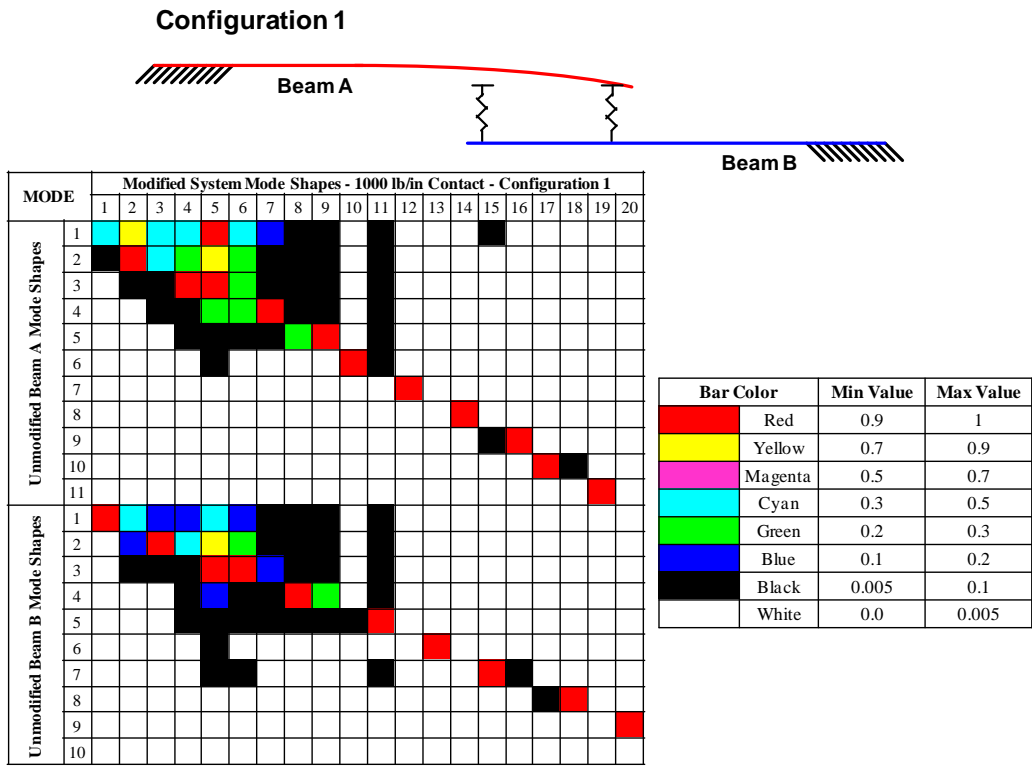 Configuration 1
Beam A
Beam B
MODE
Modified System Mode Shapes - 1000 lb/in Contact - Configuration 1
1 2 3 4 5 6 7 8 9 10 11 12 13 14 15 16 17 18 19 20
Unmodified Beam A Mode Shapes
1
2
3
4
5
6
7
8
9
10
11
Unmodified Beam B Mode Shapes
1
2
3
4
5
6
7
8
9
10
Bar Color Min Value Max Value
Red 0.9 1
Yellow 0.7 0.9
Magenta 0.5 0.7
Cyan 0.3 0.5
Green 0.2 0.3
Blue 0.1 0.2
Black 0.005 0.1
White 0.0 0.005